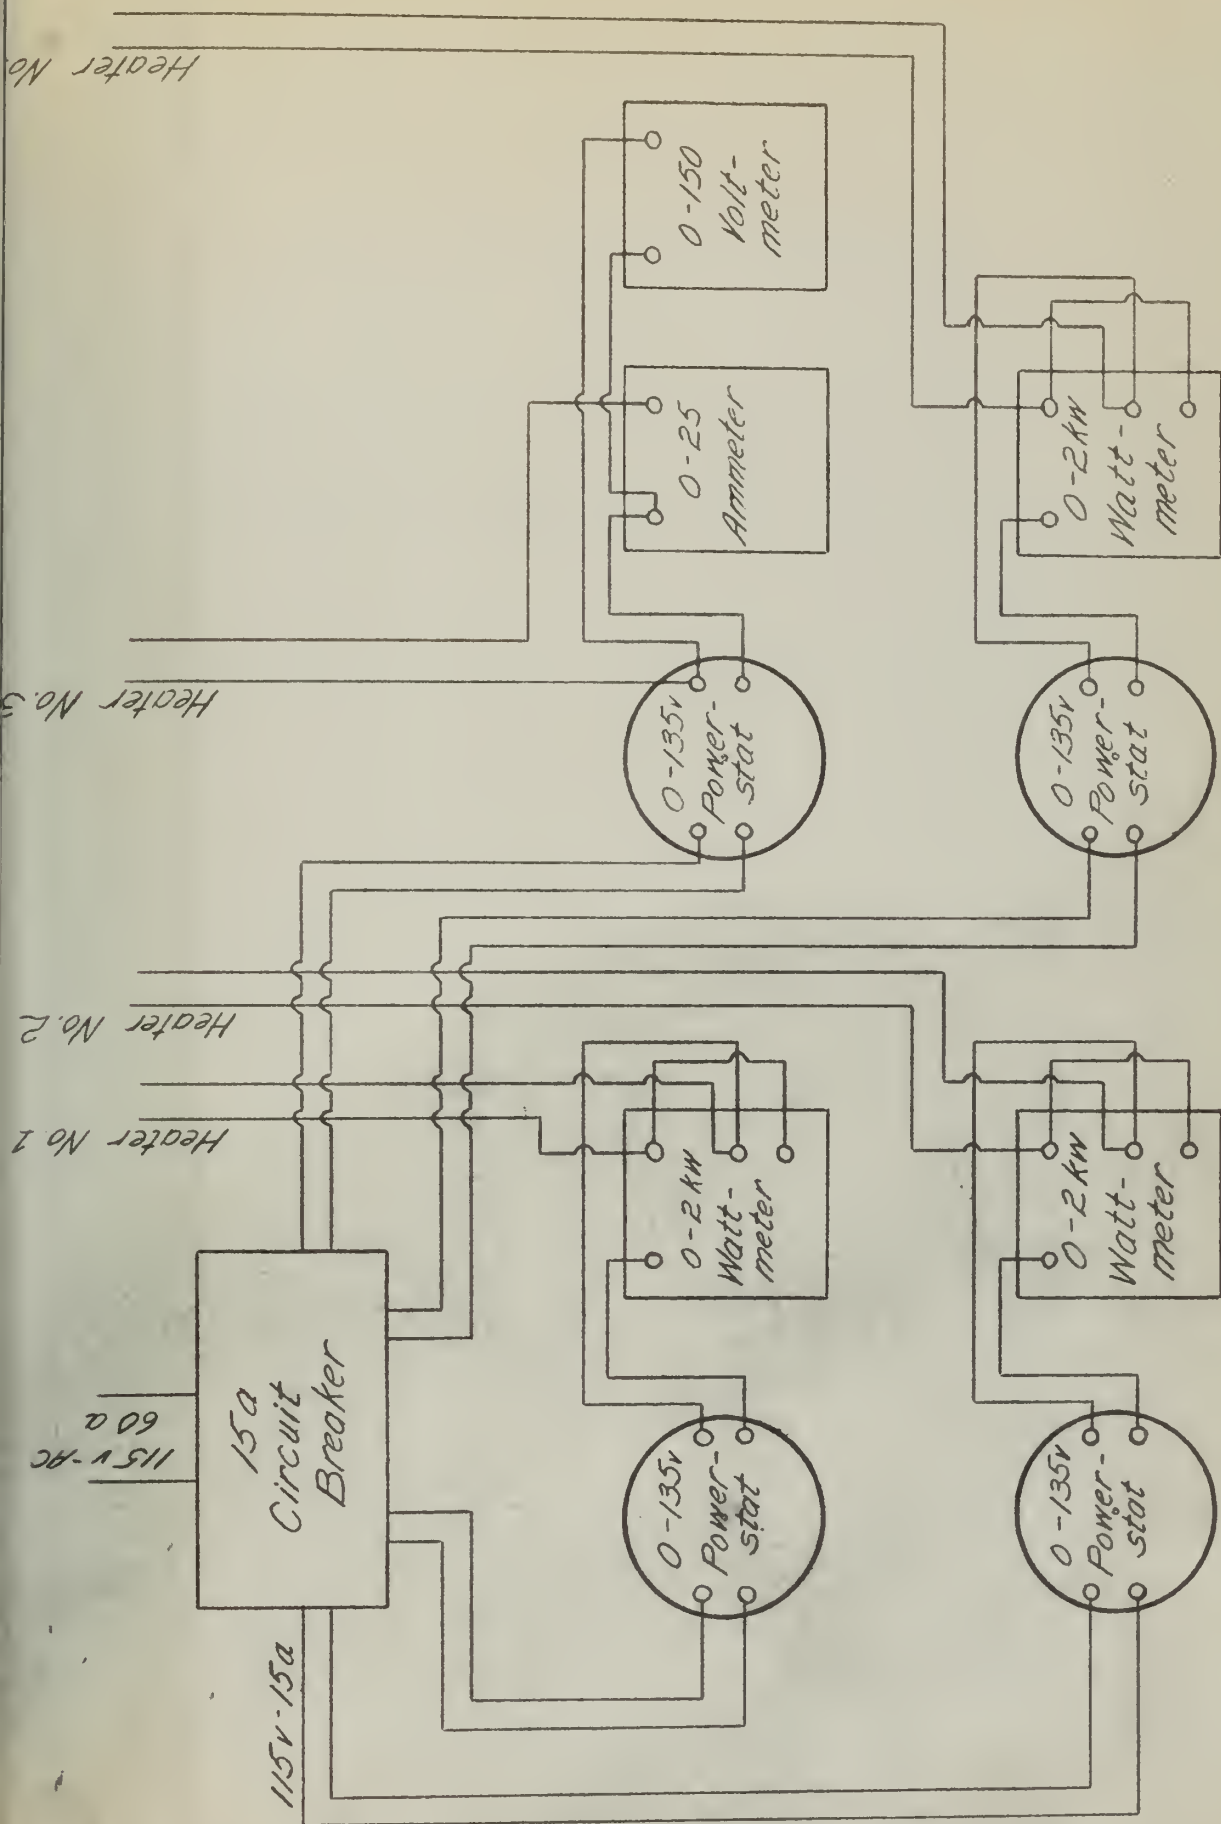 Heater No.
0-150
Volt-
meter
0-25
Ammeter
0-2kw
Watt-
meter
Heater No.3
0-135v
Power-
stat
0-135v
Power-
stat
Heater No.2
Heater No 1
0-2kw
Watt-
meter
0-2kw
Watt-
meter
15a
Circuit
Breaker
115v-AC
60a
0-135v
Power-
stat
0-135v
Power-
stat
115v-15a